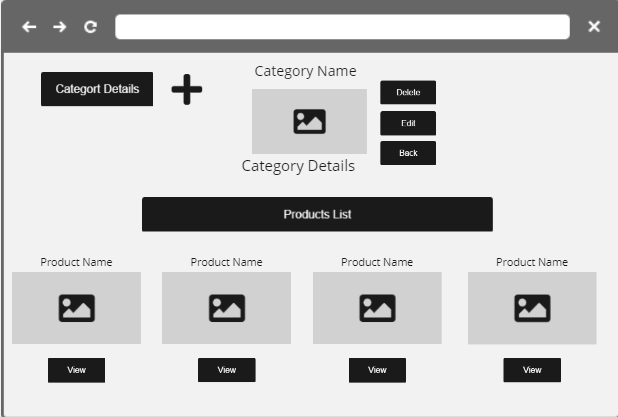 Categort Details
Category Name
Delete
Edit
Back
Category Details
Products List
Product Name Product Name Product Name Product Name
View View View View